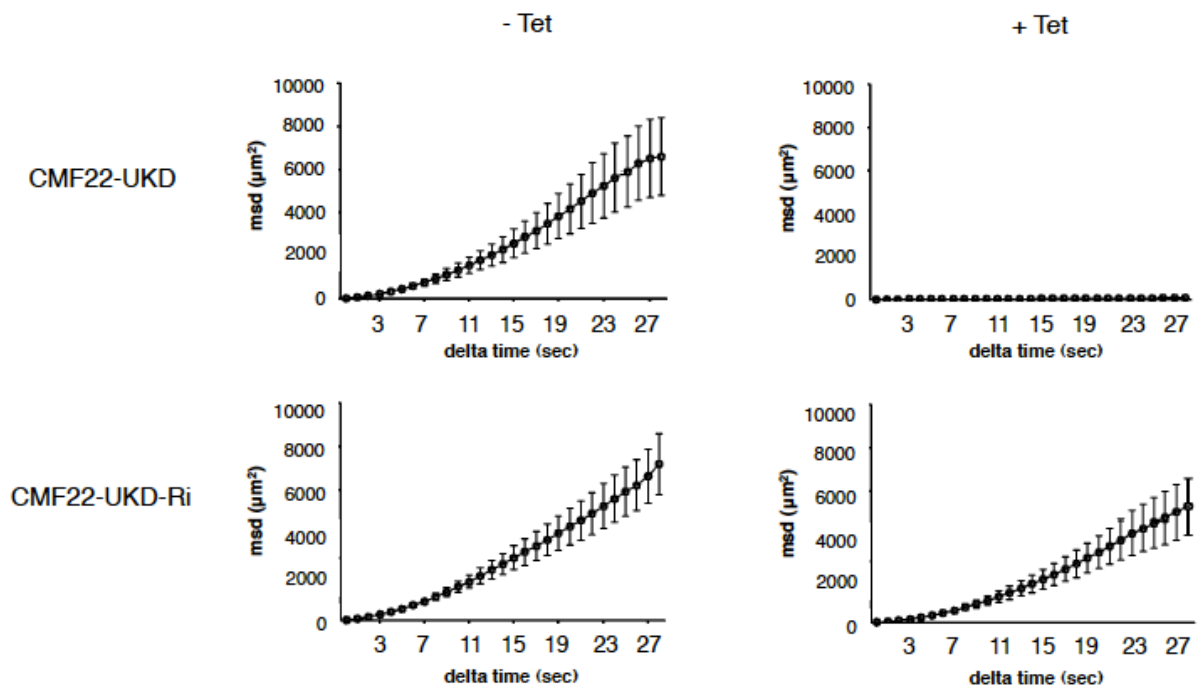 - Tet
+ Tet
CMF22-UKD
msd (µm²)
10000
8000
6000
4000
2000
0
3 7 11 15 19 23 27
delta time (sec)
msd (µm²)
10000
8000
6000
4000
2000
0
3 7 11 15 19 23 27
delta time (sec)
CMF22-UKD-Ri
msd (µm²)
10000
8000
6000
4000
2000
0
3 7 11 15 19 23 27
delta time (sec)
msd (µm²)
10000
8000
6000
4000
2000
0
3 7 11 15 19 23 27
delta time (sec)